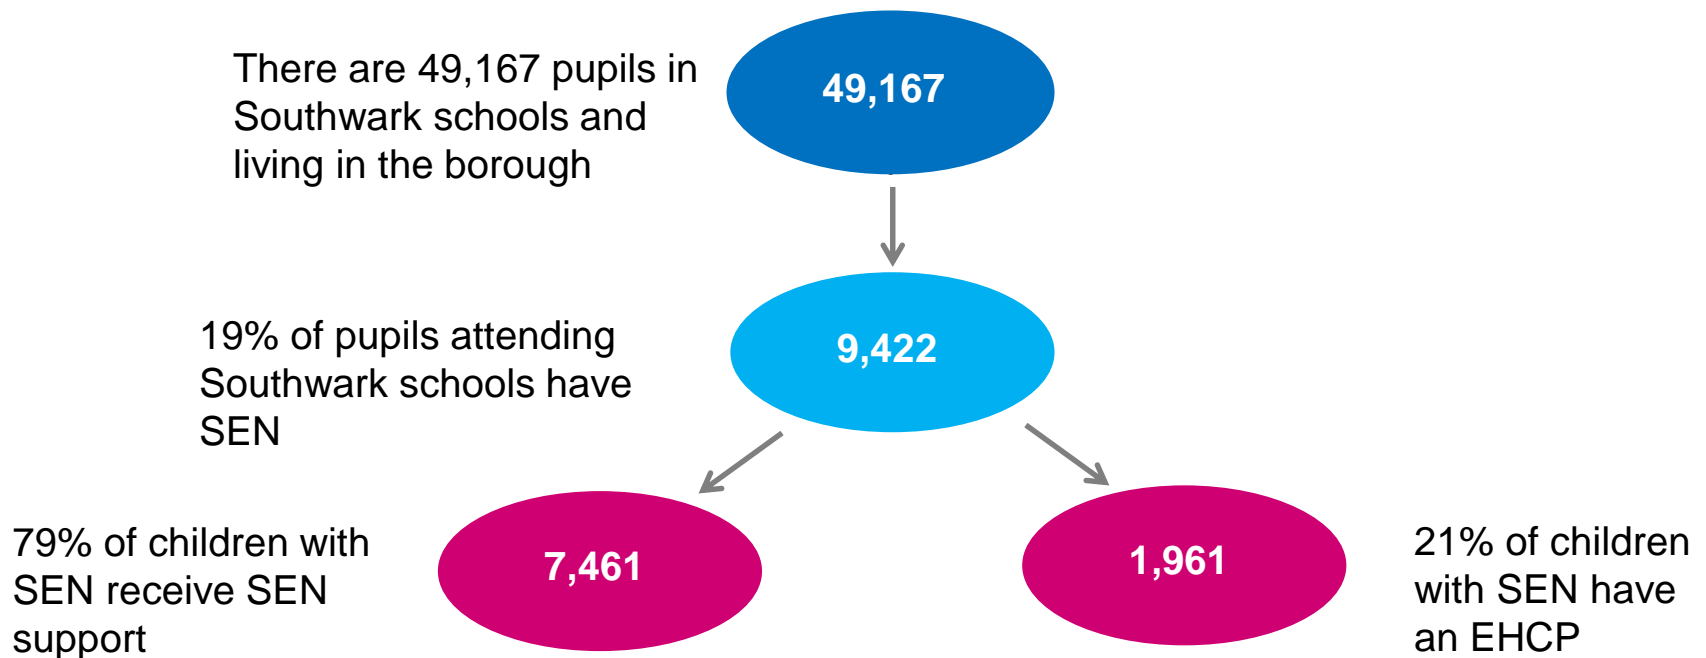 There are 49,167 pupils in
Southwark schools and
living in the borough
49,167
19% of pupils attending
Southwark schools have
SEN
9,422
79% of children with
SEN receive SEN
support
7,461
1,961
21% of children
with SEN have
an EHCP